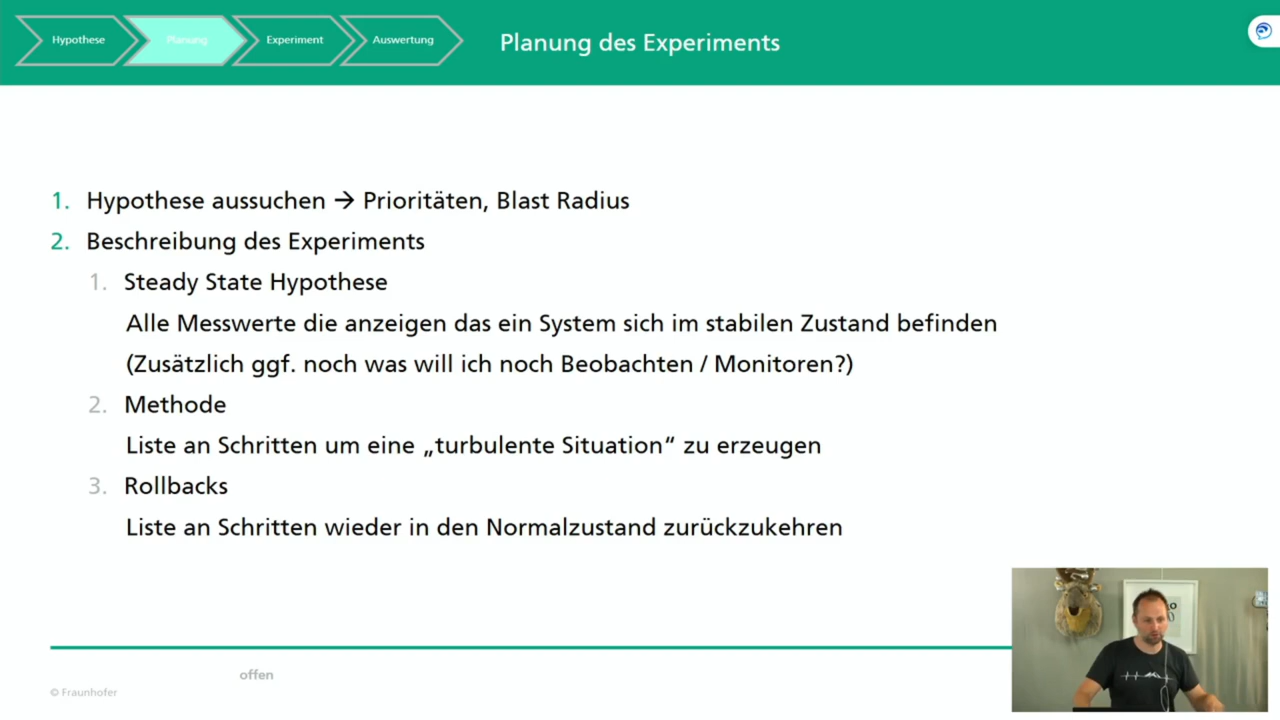 Hypothese
Planung
Experiment
Auswertung
Planung des Experiments
1. Hypothese aussuchen → Prioritäten, Blast Radius
2. Beschreibung des Experiments
1. Steady State Hypothese
Alle Messwerte die anzeigen das ein System sich im stabilen Zustand befinden
(Zusätzlich ggf. noch was will ich noch Beobachten / Monitoren?)
2. Methode
Liste an Schritten um eine „turbulente Situation“ zu erzeugen
3. Rollbacks
Liste an Schritten wieder in den Normalzustand zurückzukehren
offen
© Fraunhofer